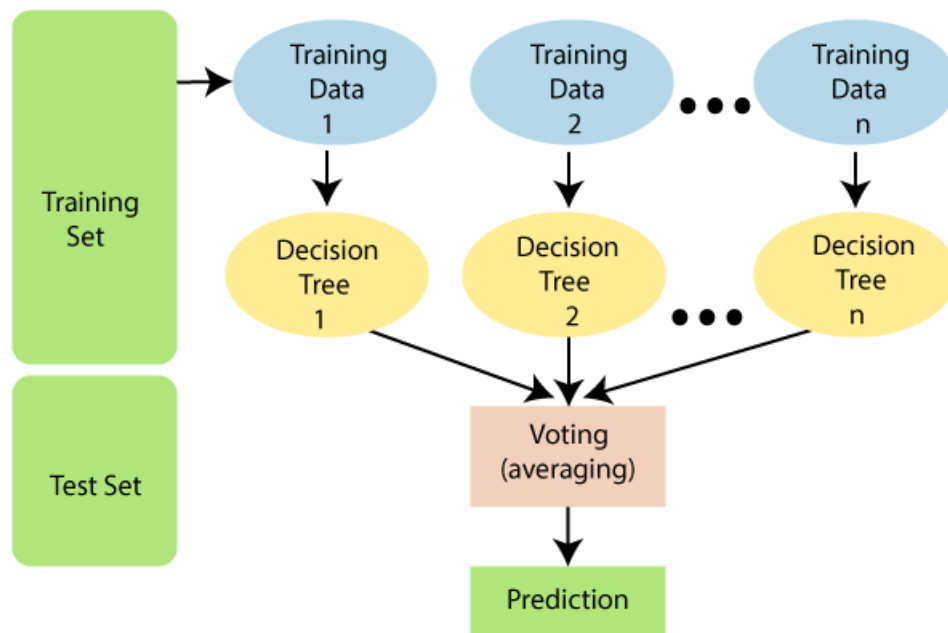 Training
Data
1
Training
Data
2
Training
Data
n
Training
Set
Decision
Tree
1
Decision
Tree
2
Decision
Tree
n
Voting
(averaging)
Test Set
Prediction